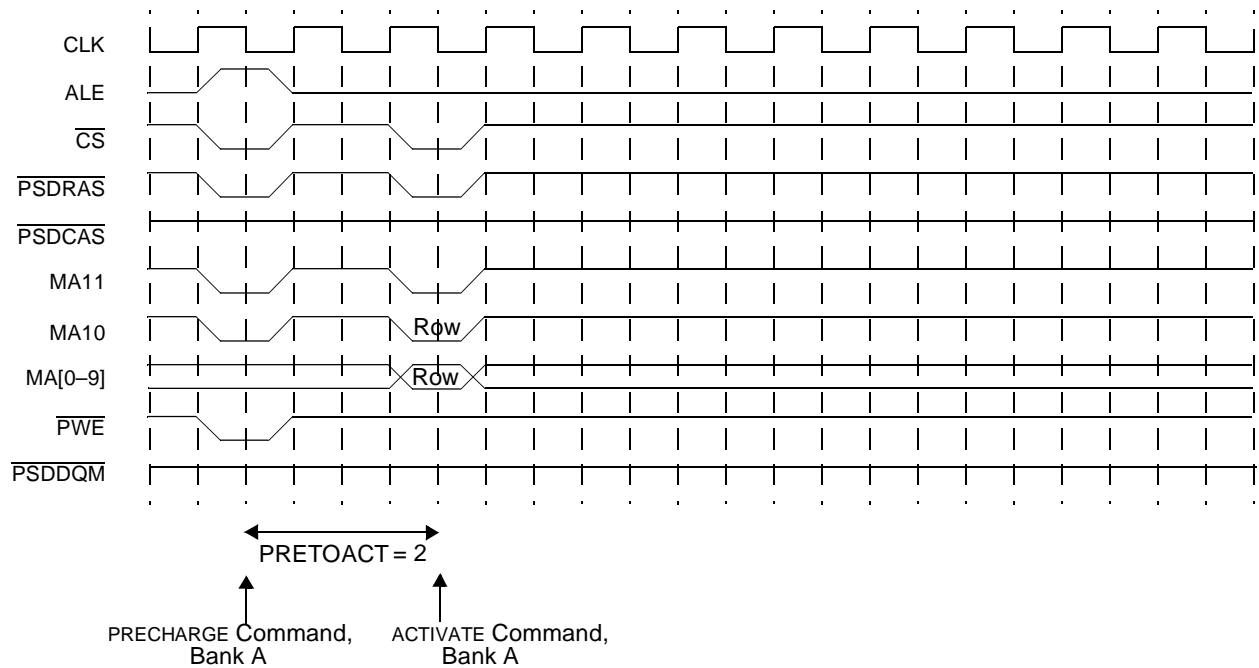 CLK
ALE
CS
PSDRAS
PSDCAS
MA11
MA10
Row
MA[0–9]
Row
PWE
PSDDQM
PRETOACT = 2
PRECHARGE Command,
Bank A
ACTIVATE Command,
Bank A